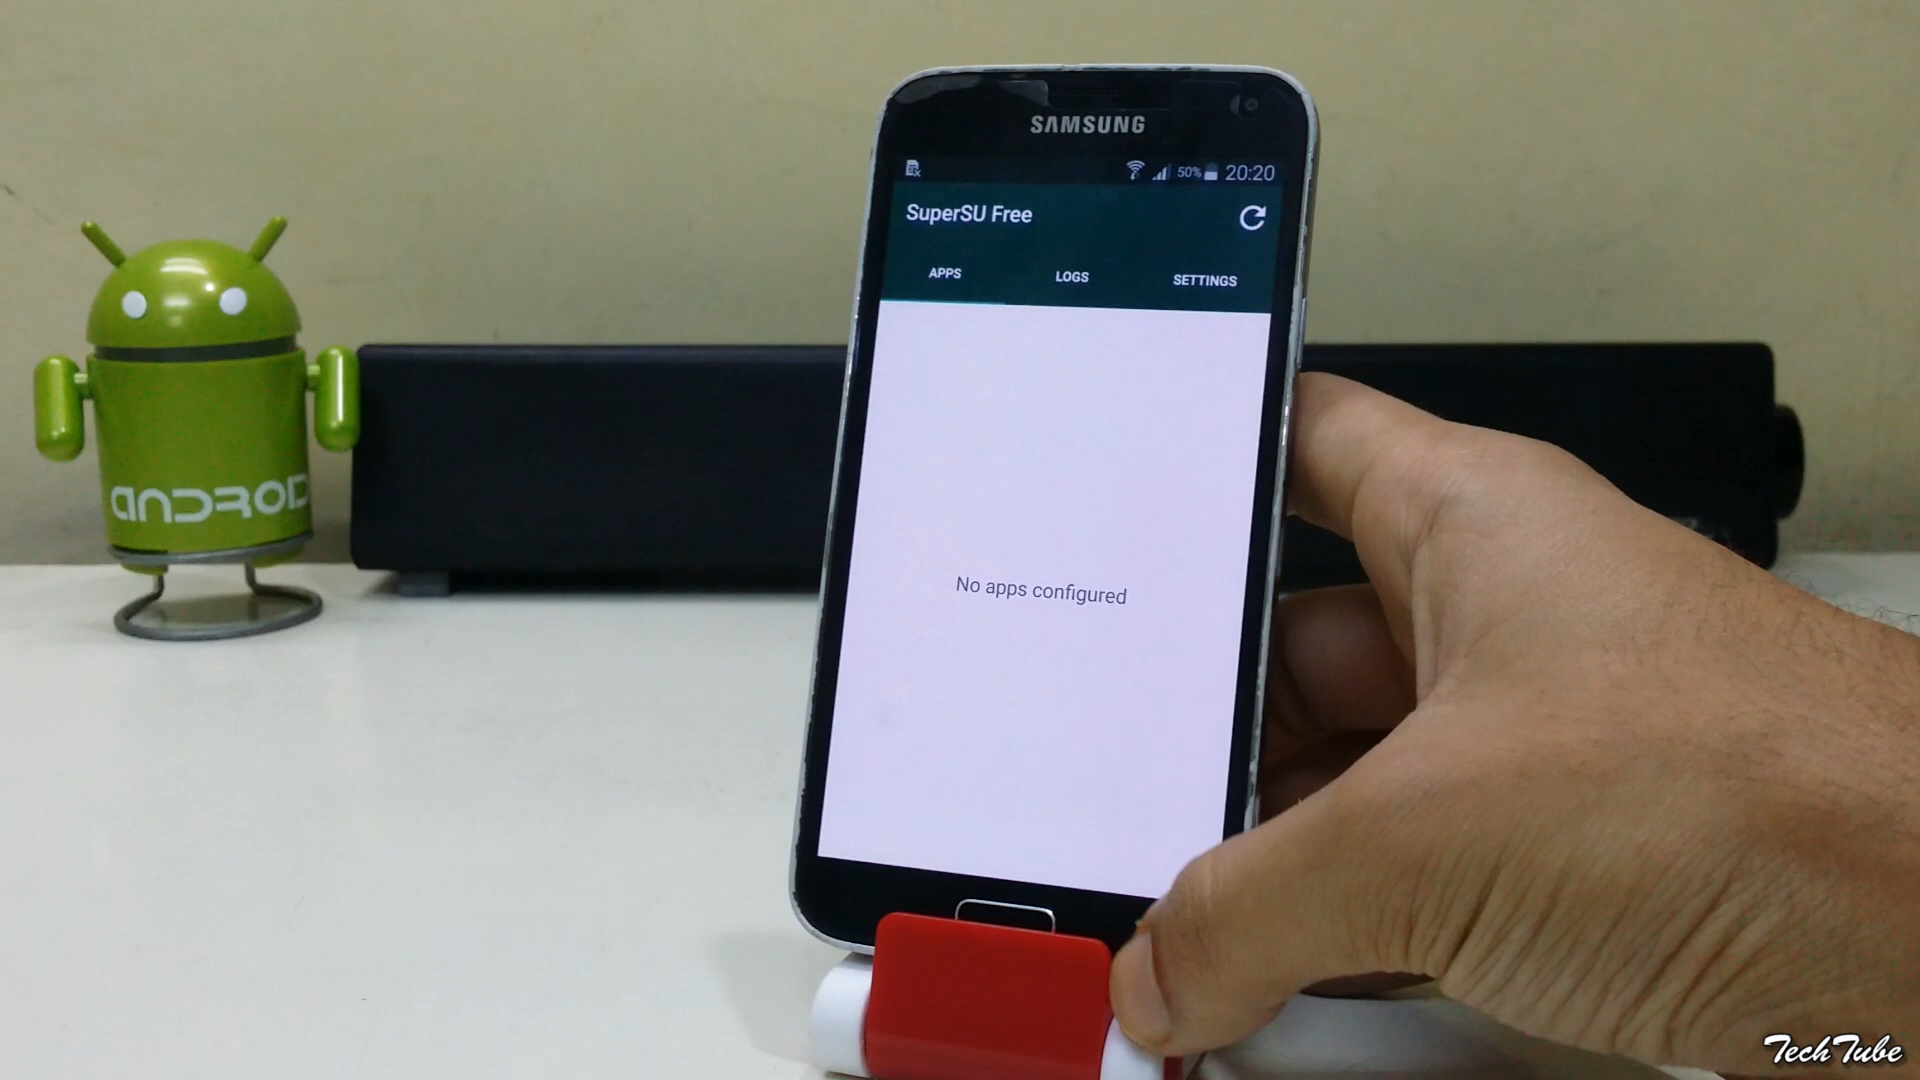 SAMSUNG
50% 20:20
SuperSU Free
APPS LOGS SETTINGS
No apps configured
ANDROID
TechTube